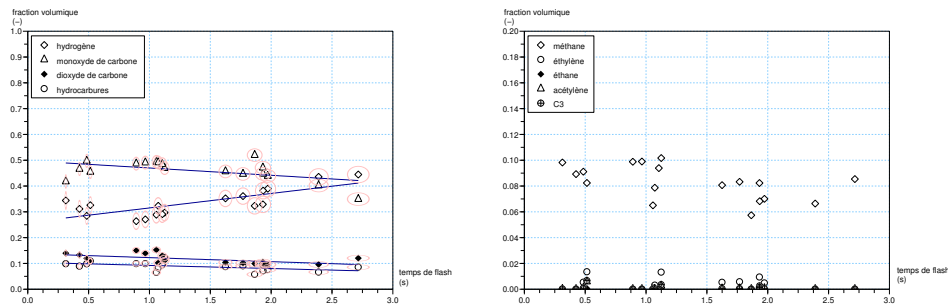 fraction volumique
(−)
1.0
0.9
0.8
0.7
0.6
0.5
0.4
0.3
0.2
0.1
0.0
hydrogène
monoxyde de carbone
dioxyde de carbone
hydrocarbures
0.0 0.5 1.0 1.5 2.0 2.5 3.0
temps de flash
(s)
fraction volumique
(−)
0.20
0.18
0.16
0.14
0.12
0.10
0.08
0.06
0.04
0.02
0.00
méthane
éthylène
éthane
acétylène
C3
0.0 0.5 1.0 1.5 2.0 2.5 3.0
temps de flash
(s)